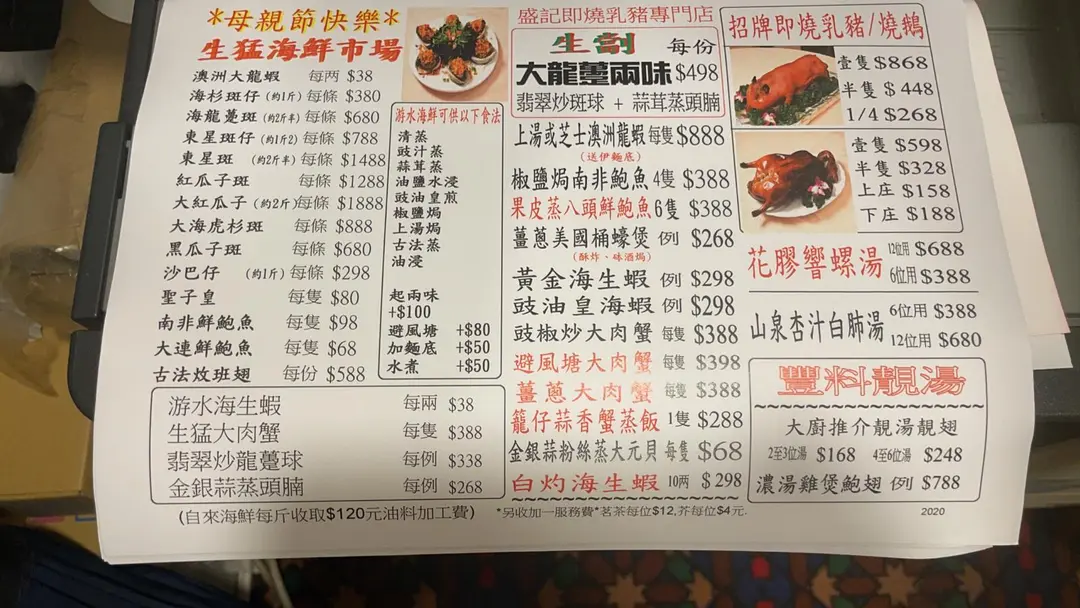 *母親節快樂*
生猛海鮮市場
澳洲大龍蝦 每两 $38
海杉斑仔 (約1斤) 每條 $380
海龍躉斑 (約2斤半) 每條 $680
東星斑仔 (約1斤2) 每條 $788
東星斑 (約2斤半) 每條 $1488
紅瓜子斑 每條 $1288
大紅瓜子 (約2斤) 每條 $1888
大海虎杉斑 每條 $888
黑瓜子斑 每條 $680
沙巴仔 (約1斤) 每條 $298
聖子皇 每隻 $80
南非鮮鮑魚 每隻 $98
大連鮮鮑魚 每隻 $68
古法炆班翅 每份 $588
游水海鮮可供以下食法
清蒸
豉汁蒸
蒜茸蒸
油鹽水浸
豉油皇煎
椒鹽焗
上湯焗
古法蒸
油浸
起兩味
+$100
避風塘 +$80
加麵底 +$50
水煮 +$50
游水海生蝦 每兩 $38
生猛大肉蟹 每隻 $388
翡翠炒龍躉球 每例 $338
金銀蒜蒸頭腩 每例 $268
(自來海鮮每斤收取$120元油料加工費)
盛記即燒乳豬專門店
生劏 每份
大龍躉兩味 $498
翡翠炒斑球 + 蒜茸蒸頭腩
上湯或芝士澳洲龍蝦 每隻 $888
(送伊麵底)
椒鹽焗南非鮑魚 4隻 $388
果皮蒸八頭鮮鮑魚 6隻 $388
薑蔥美國桶蠔煲 例 $268
(酥炸、砵酒焗)
黃金海生蝦 例 $298
豉油皇海蝦 例 $298
豉椒炒大肉蟹 每隻 $388
避風塘大肉蟹 每隻 $398
薑蔥大肉蟹 每隻 $388
籠仔蒜香蟹蒸飯 1隻 $288
金銀蒜粉絲蒸大元貝 每隻 $68
白灼海生蝦 10两 $298
*另收加一服務費*茗茶每位$12,芥每位$4元.
招牌即燒乳豬/燒鵝
壹隻 $868
半隻 $448
1/4 $268
壹隻 $598
半隻 $328
上庄 $158
下庄 $188
花膠響螺湯 12位用 $688
6位用 $388
山泉杏汁白肺湯 6位用 $388
12位用 $680
豐料靚湯
大廚推介靚湯靚翅
2至3位湯 $168 4至6位湯 $248
濃湯雞煲鮑翅 例 $788
2020